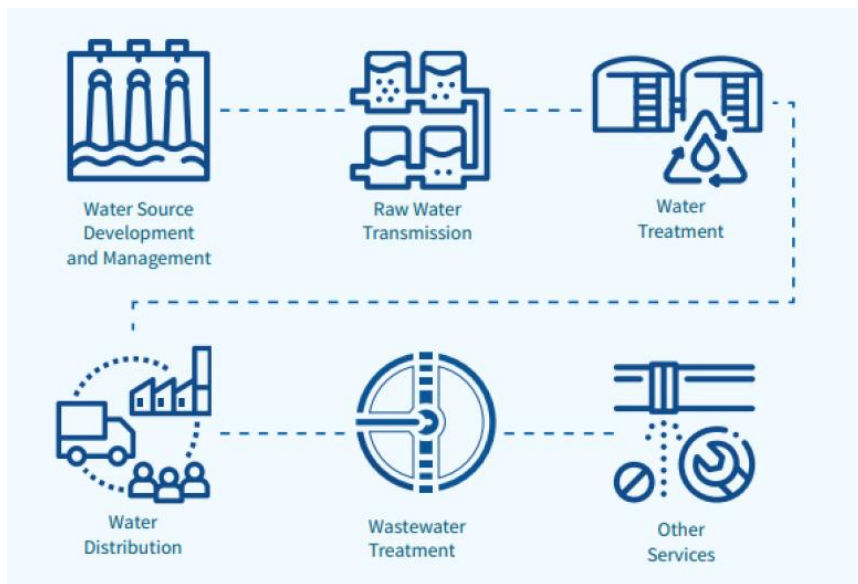 Water Source
Development
and Management
Raw Water
Transmission
Water
Treatment
Water
Distribution
Wastewater
Treatment
Other
Services